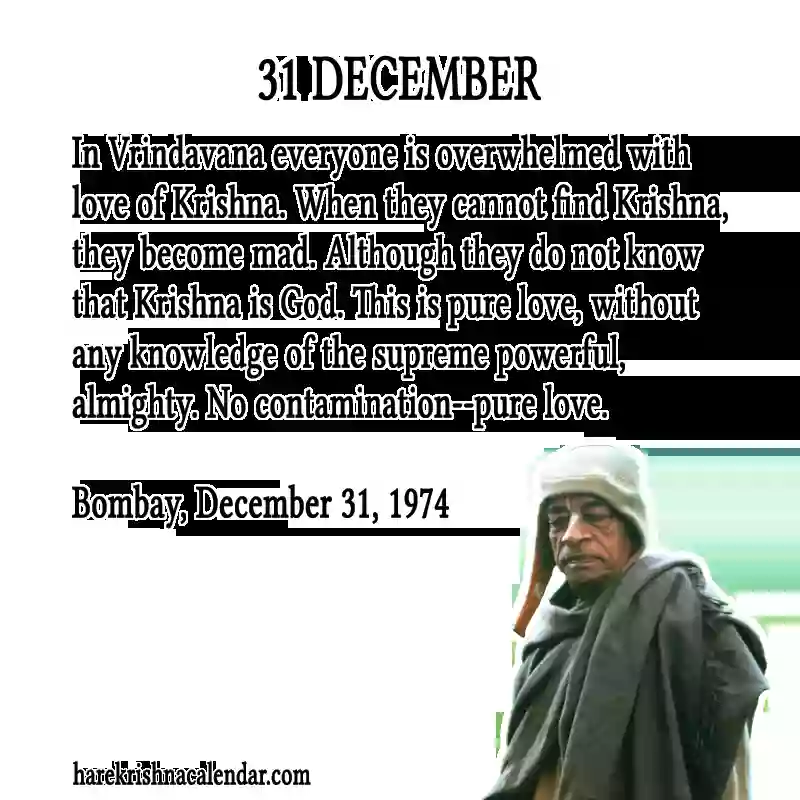 31 DECEMBER
In Vrindavana everyone is overwhelmed with
love of Krishna. When they cannot find Krishna,
they become mad. Although they do not know
that Krishna is God. This is pure love, without
any knowledge of the supreme powerful,
almighty. No contamination--pure love.
Bombay, December 31, 1974
harekrishnacalendar.com